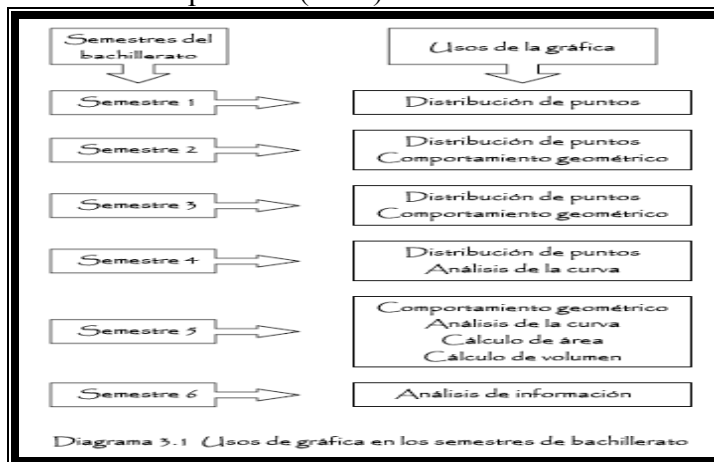 Semestres del
bachillerato
Usos de la gráfica
Semestre 1
Distribución de puntos
Semestre 2
Distribución de puntos
Comportamiento geométrico
Semestre 3
Distribución de puntos
Comportamiento geométrico
Semestre 4
Distribución de puntos
Análisis de la curva
Semestre 5
Comportamiento geométrico
Análisis de la curva
Cálculo de área
Cálculo de volumen
Semestre 6
Análisis de información
Diagrama 3.1 Usos de gráfica en los semestres de bachillerato